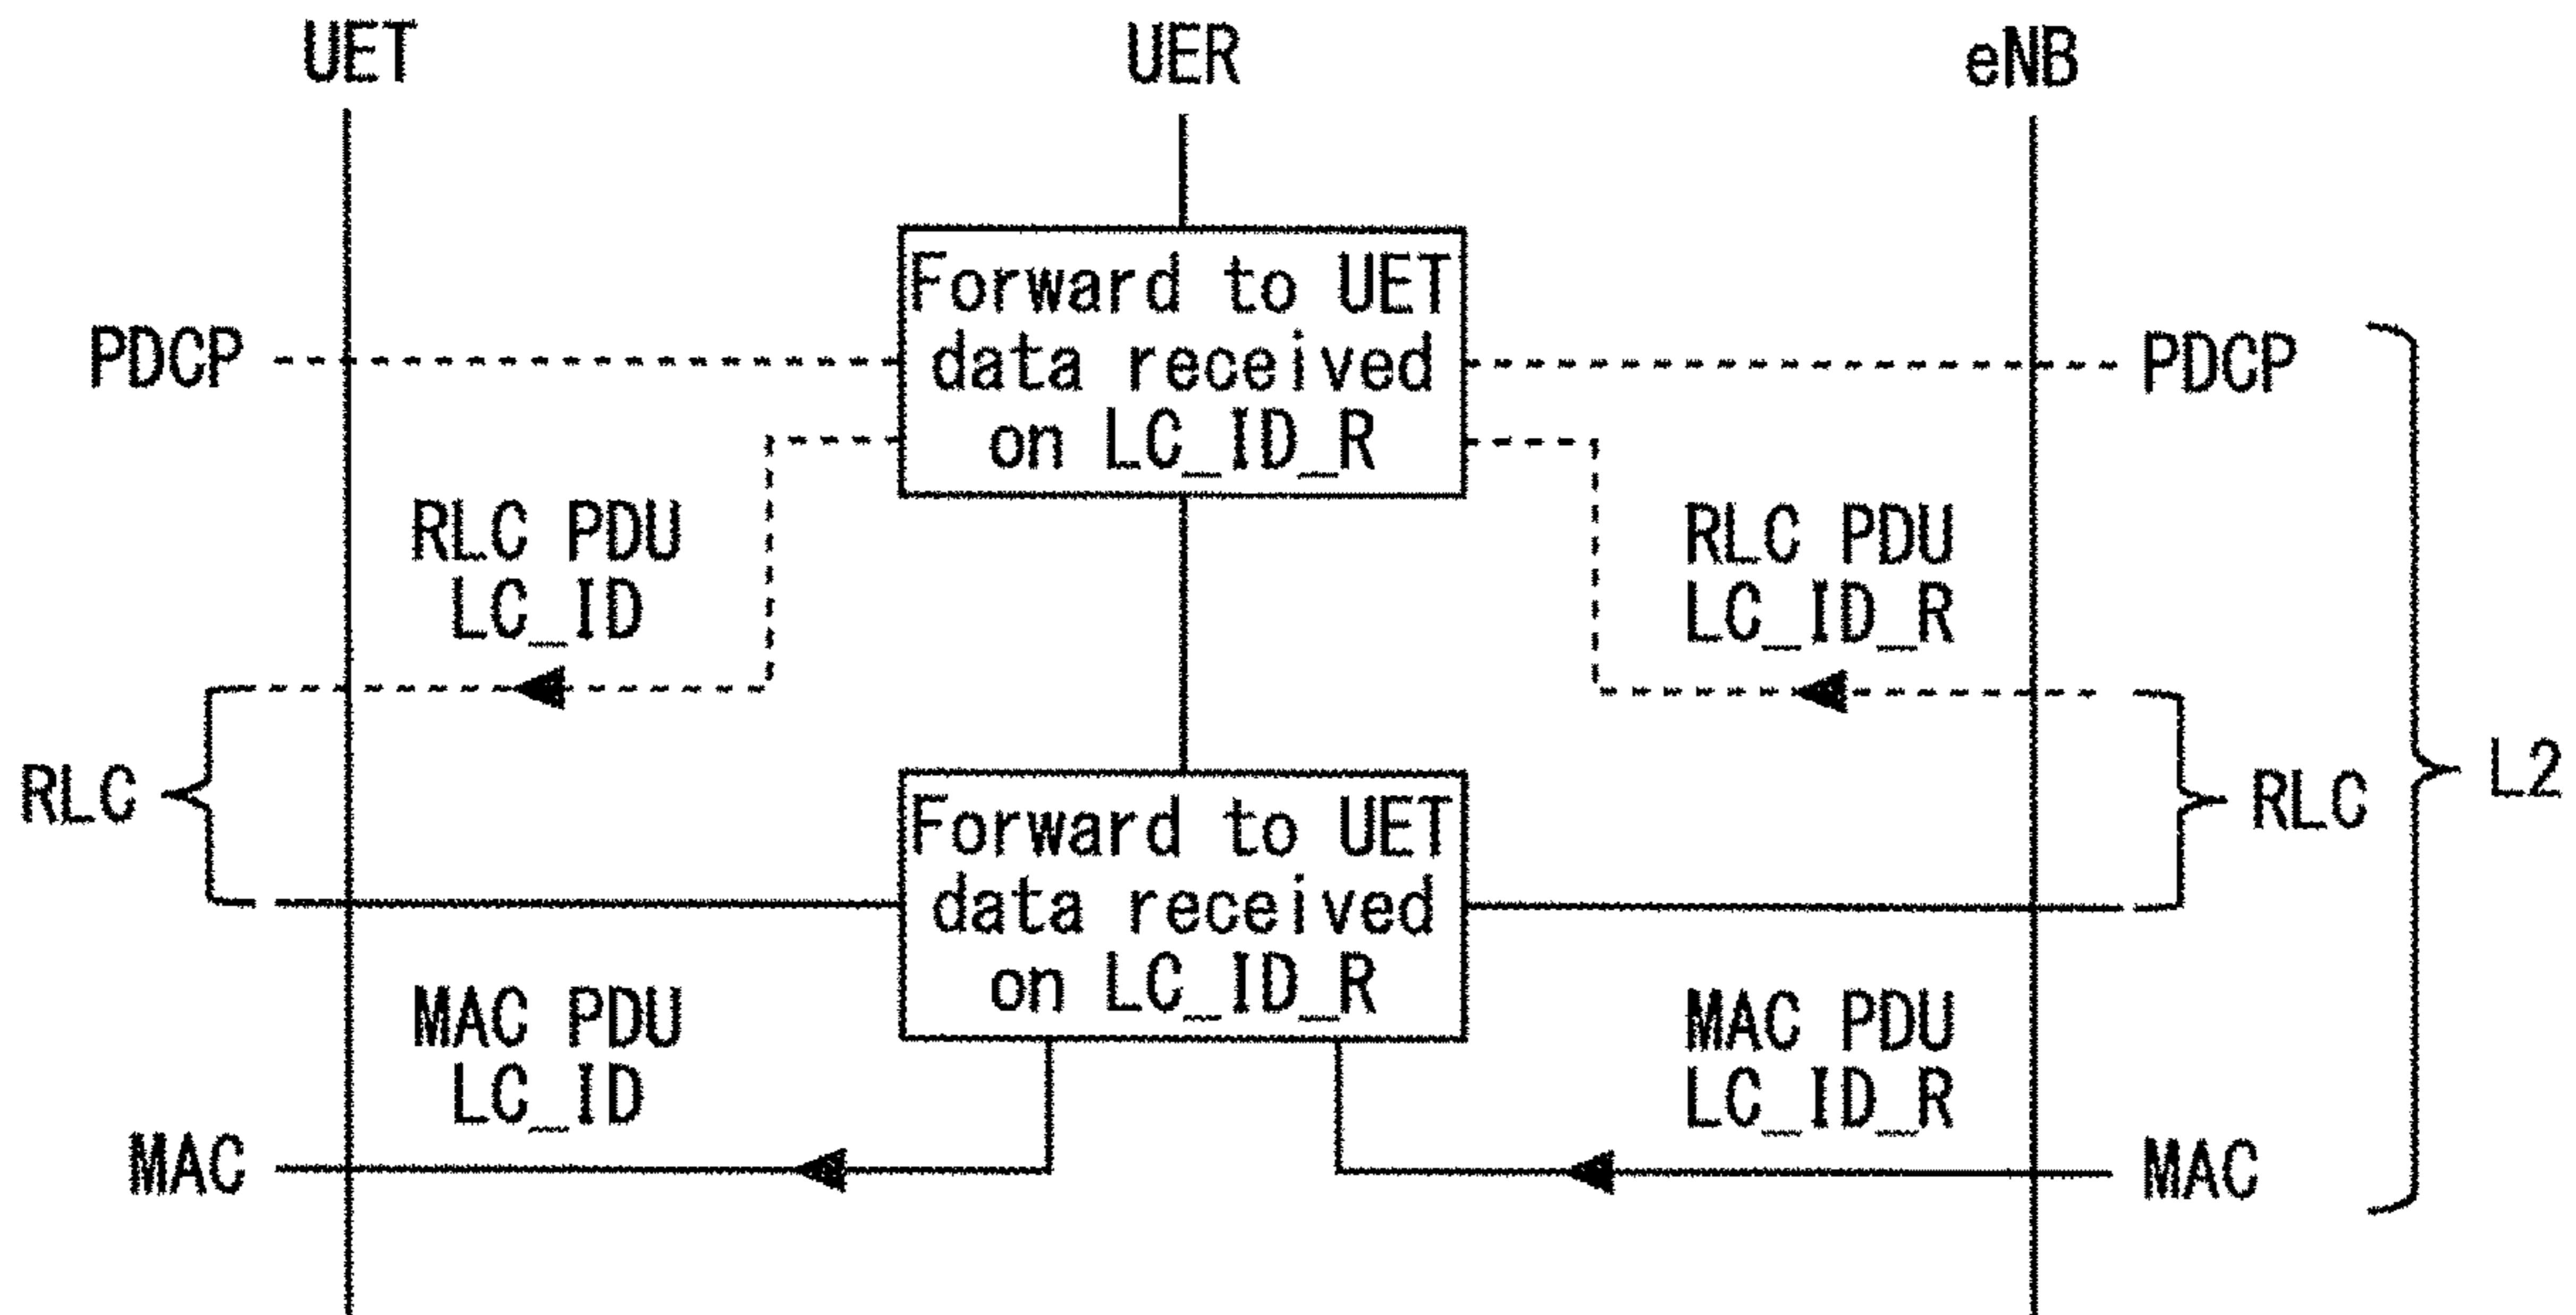 UET
UER
eNB
Forward to UET
data received
on LC_ID_R
PDCP
PDCP
RLC PDU
LC_ID
RLC PDU
LC_ID_R
RLC
RLC
L2
Forward to UET
data received
on LC_ID_R
MAC PDU
LC_ID
MAC PDU
LC_ID_R
MAC
MAC